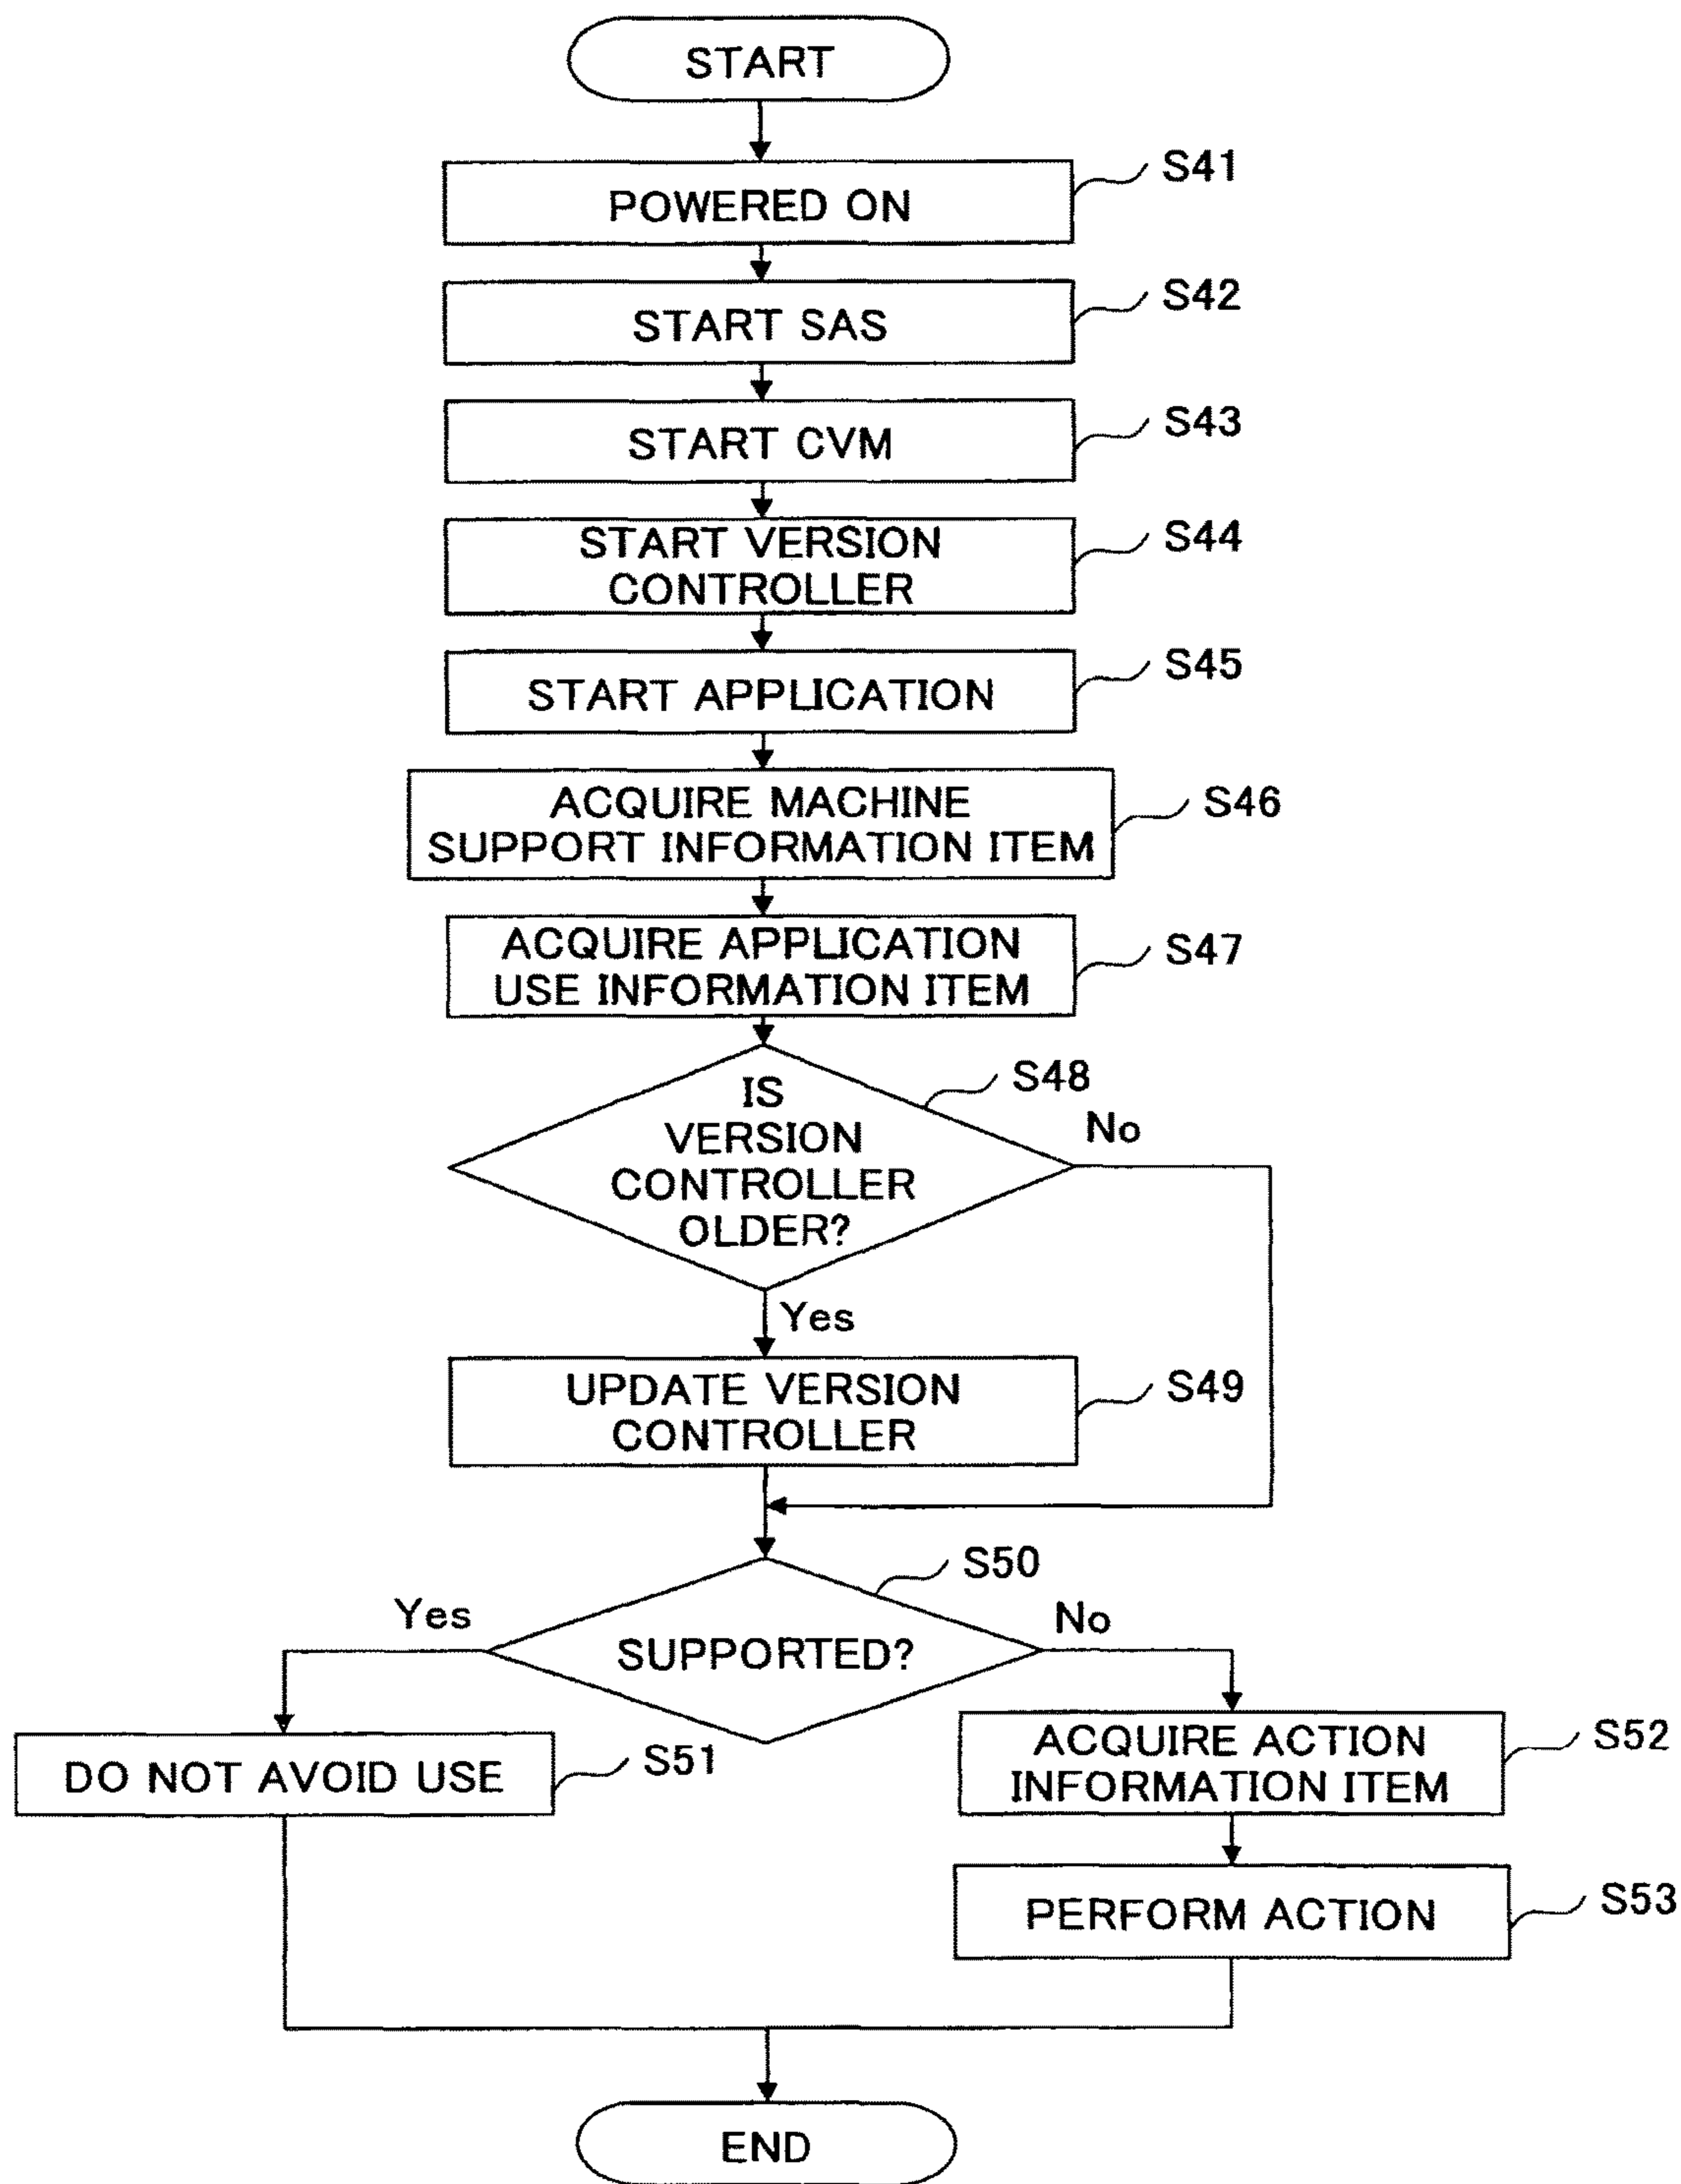 START
POWERED ON
S41
START SAS
S42
START CVM
S43
START VERSION
CONTROLLER
S44
START APPLICATION
S45
ACQUIRE MACHINE
SUPPORT INFORMATION ITEM
S46
ACQUIRE APPLICATION
USE INFORMATION ITEM
S47
IS
VERSION
CONTROLLER
OLDER?
S48
No
Yes
UPDATE VERSION
CONTROLLER
S49
SUPPORTED?
S50
Yes
No
DO NOT AVOID USE
S51
ACQUIRE ACTION
INFORMATION ITEM
S52
PERFORM ACTION
S53
END